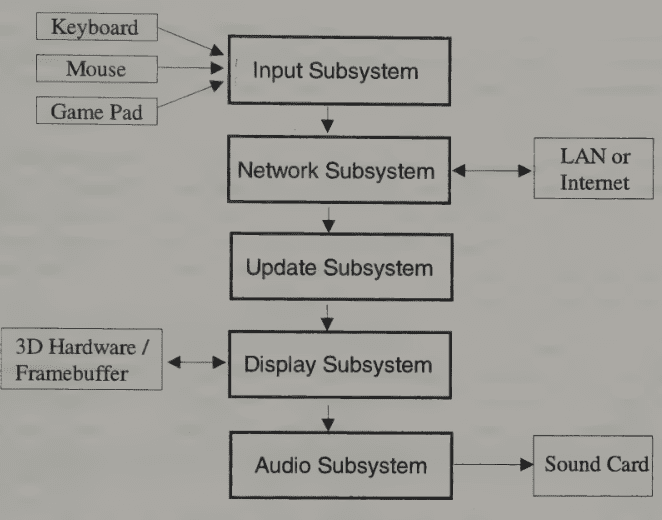 Keyboard
Mouse
Game Pad
Input Subsystem
Network Subsystem
LAN or
Internet
Update Subsystem
3D Hardware /
Framebuffer
Display Subsystem
Audio Subsystem
Sound Card